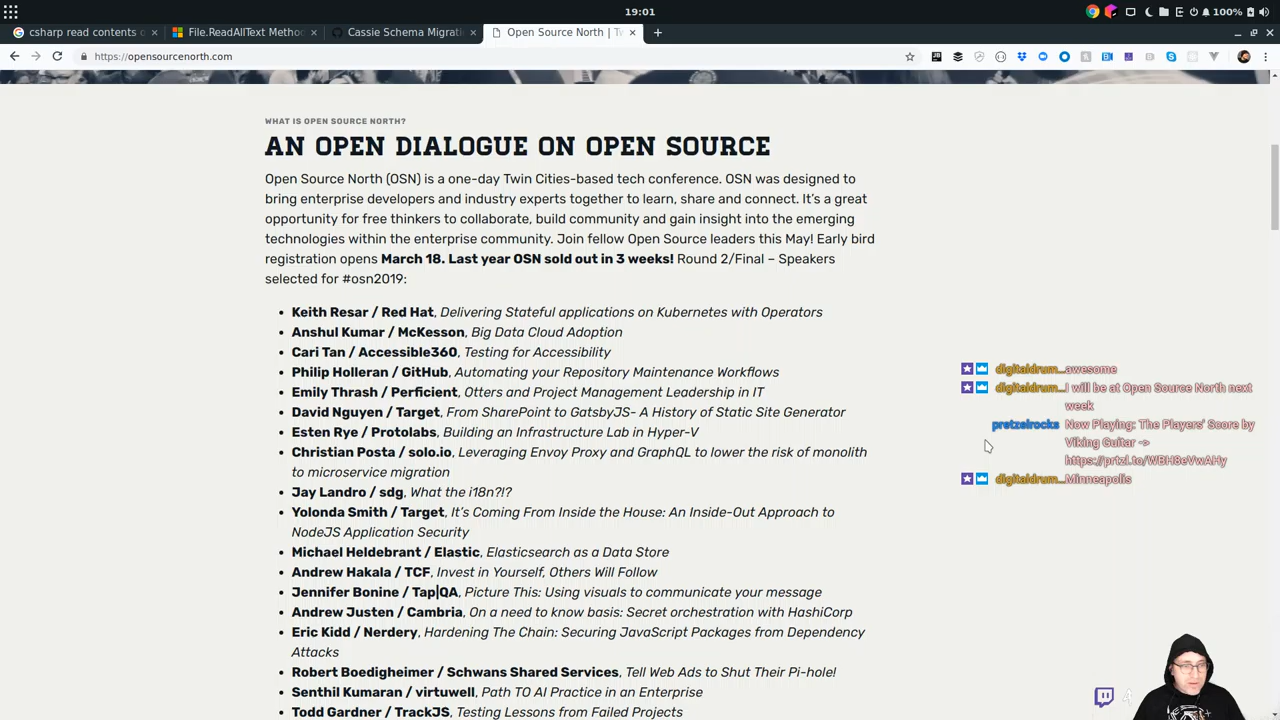 19:01
100%
csharp read contents o
File.ReadAllText Metho
Cassie Schema Migrati
Open Source North | Tw
https://opensourcenorth.com
WHAT IS OPEN SOURCE NORTH?
AN OPEN DIALOGUE ON OPEN SOURCE
Open Source North (OSN) is a one-day Twin Cities-based tech conference. OSN was designed to
bring enterprise developers and industry experts together to learn, share and connect. It's a great
opportunity for free thinkers to collaborate, build community and gain insight into the emerging
technologies within the enterprise community. Join fellow Open Source leaders this May! Early bird
registration opens March 18. Last year OSN sold out in 3 weeks! Round 2/Final – Speakers
selected for #osn2019:
• Keith Resar / Red Hat, Delivering Stateful applications on Kubernetes with Operators
• Anshul Kumar / McKesson, Big Data Cloud Adoption
• Cari Tan / Accessible360, Testing for Accessibility
• Philip Holleran / GitHub, Automating your Repository Maintenance Workflows
• Emily Thrash / Perficient, Otters and Project Management Leadership in IT
• David Nguyen / Target, From SharePoint to GatsbyJS- A History of Static Site Generator
• Esten Rye / Protolabs, Building an Infrastructure Lab in Hyper-V
• Christian Posta / solo.io, Leveraging Envoy Proxy and GraphQL to lower the risk of monolith
to microservice migration
• Jay Landro / sdg, What the i18n?!?
• Yolonda Smith / Target, It's Coming From Inside the House: An Inside-Out Approach to
NodeJS Application Security
• Michael Heldebrant / Elastic, Elasticsearch as a Data Store
• Andrew Hakala / TCF, Invest in Yourself, Others Will Follow
• Jennifer Bonine / Tap|QA, Picture This: Using visuals to communicate your message
• Andrew Justen / Cambria, On a need to know basis: Secret orchestration with HashiCorp
• Eric Kidd / Nerdery, Hardening The Chain: Securing JavaScript Packages from Dependency
Attacks
• Robert Boedigheimer / Schwans Shared Services, Tell Web Ads to Shut Their Pi-hole!
• Senthil Kumaran / virtuwell, Path TO AI Practice in an Enterprise
• Todd Gardner / TrackJS, Testing Lessons from Failed Projects
digitaldrum... awesome
digitaldrum... I will be at Open Source North next
week
pretzelrocks Now Playing: The Players' Score by
Viking Guitar ->
https://prtzl.to/WBH8eVwAHy
digitaldrum... Minneapolis